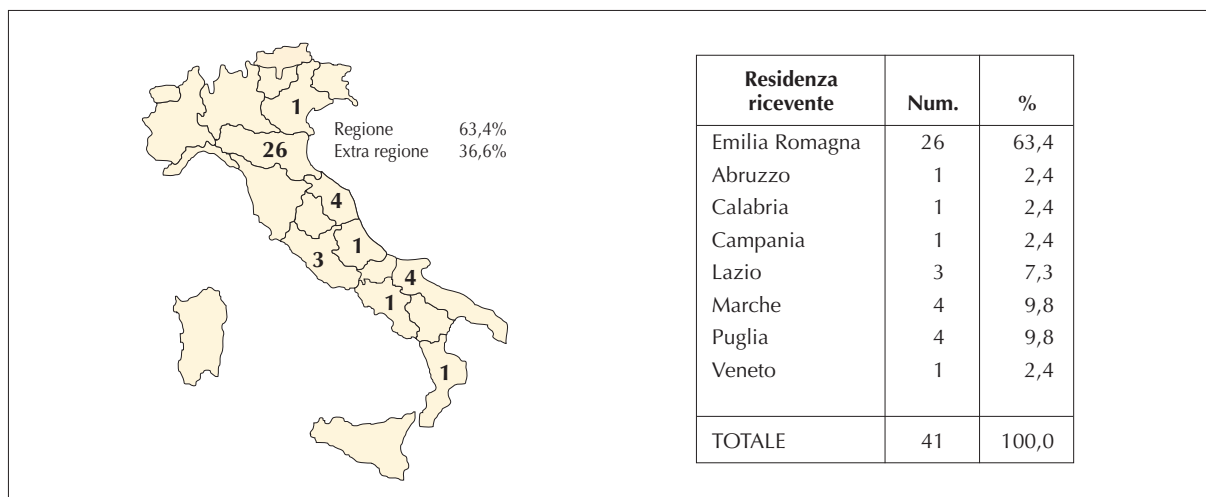 1
Regione 63,4%
Extra regione 36,6%
26
4
1
3
4
1
1
Residenza ricevente Num. %
Emilia Romagna 26 63,4
Abruzzo 1 2,4
Calabria 1 2,4
Campania 1 2,4
Lazio 3 7,3
Marche 4 9,8
Puglia 4 9,8
Veneto 1 2,4
TOTALE 41 100,0